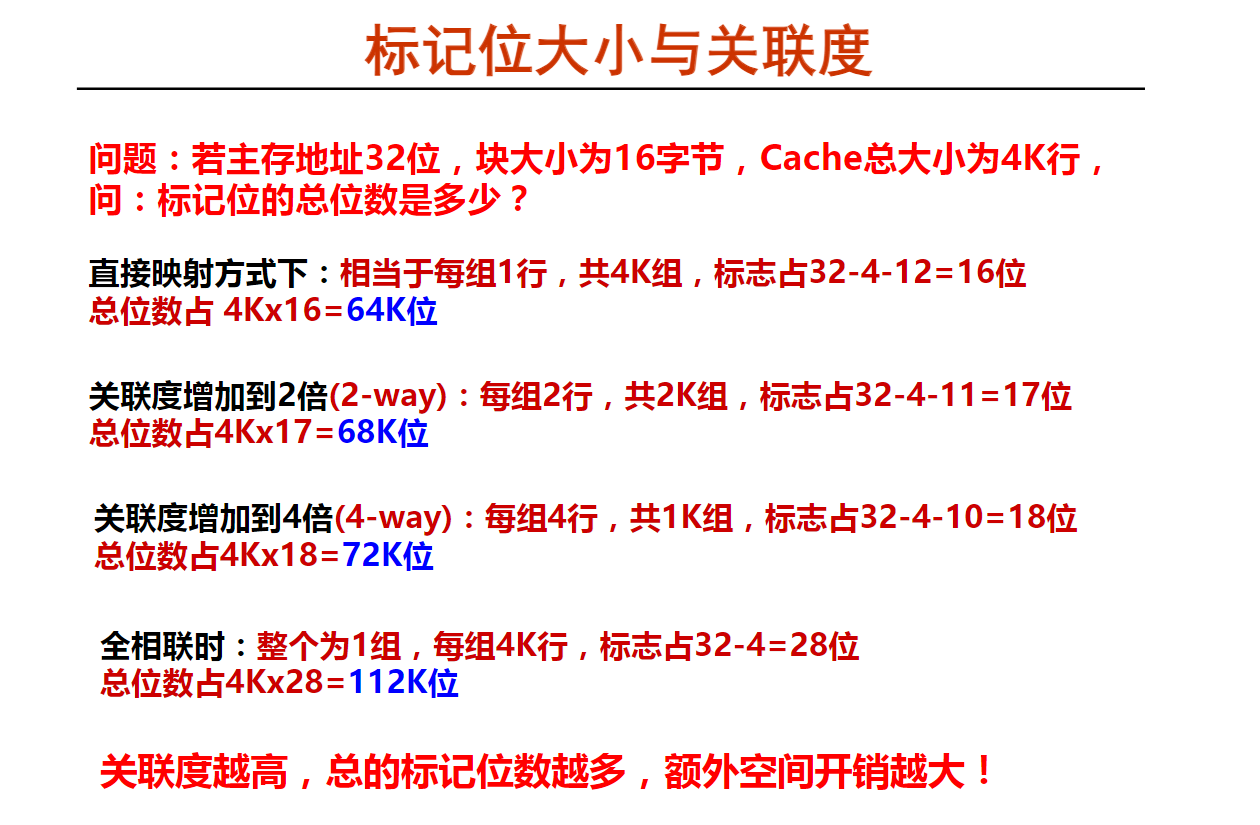 标记位大小与关联度
问题：若主存地址32位，块大小为16字节，Cache总大小为4K行，
问：标记位的总位数是多少？
直接映射方式下：相当于每组1行，共4K组，标志占32-4-12=16位
总位数占 4Kx16=64K位
关联度增加到2倍(2-way)：每组2行，共2K组，标志占32-4-11=17位
总位数占4Kx17=68K位
关联度增加到4倍(4-way)：每组4行，共1K组，标志占32-4-10=18位
总位数占4Kx18=72K位
全相联时：整个为1组，每组4K行，标志占32-4=28位
总位数占4Kx28=112K位
关联度越高，总的标记位数越多，额外空间开销越大！